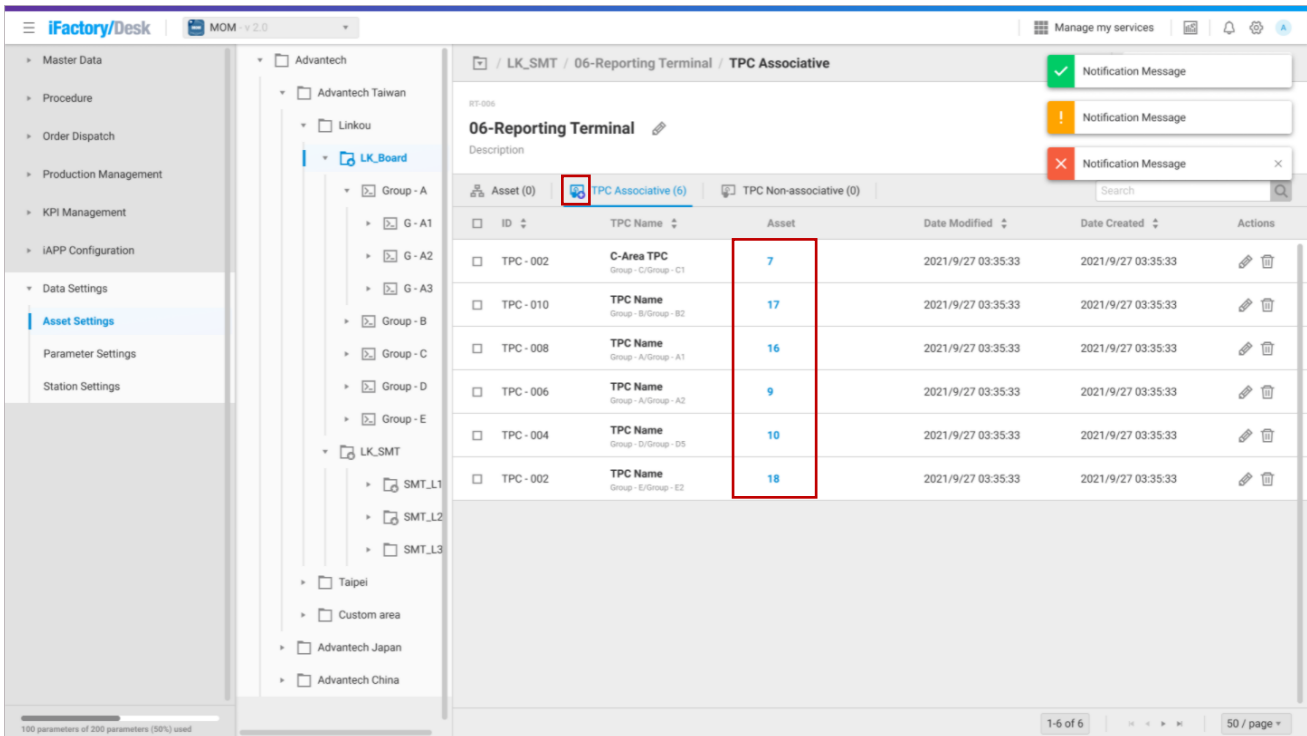 iFactory/Desk
MOM - v 2.0
Manage my services
A
Master Data
Procedure
Order Dispatch
Production Management
KPI Management
iAPP Configuration
Data Settings
Asset Settings
Parameter Settings
Station Settings
100 parameters of 200 parameters (50%) used
Advantech
Advantech Taiwan
Linkou
LK_Board
Group - A
G - A1
G - A2
G - A3
Group - B
Group - C
Group - D
Group - E
LK_SMT
SMT_L1
SMT_L2
SMT_L3
Taipei
Custom area
Advantech Japan
Advantech China
/ LK_SMT / 06-Reporting Terminal / TPC Associative
Notification Message
Notification Message
Notification Message
RT-006
06-Reporting Terminal
Description
Asset (0) TPC Associative (6) TPC Non-associative (0) Search
ID TPC Name Asset Date Modified Date Created Actions
TPC - 002 C-Area TPC 7 2021/9/27 03:35:33 2021/9/27 03:35:33
Group - C/Group - C1
TPC - 010 TPC Name 17 2021/9/27 03:35:33 2021/9/27 03:35:33
Group - B/Group - B2
TPC - 008 TPC Name 16 2021/9/27 03:35:33 2021/9/27 03:35:33
Group - A/Group - A1
TPC - 006 TPC Name 9 2021/9/27 03:35:33 2021/9/27 03:35:33
Group - A/Group - A2
TPC - 004 TPC Name 10 2021/9/27 03:35:33 2021/9/27 03:35:33
Group - D/Group - D5
TPC - 002 TPC Name 18 2021/9/27 03:35:33 2021/9/27 03:35:33
Group - E/Group - E2
1-6 of 6 50 / page